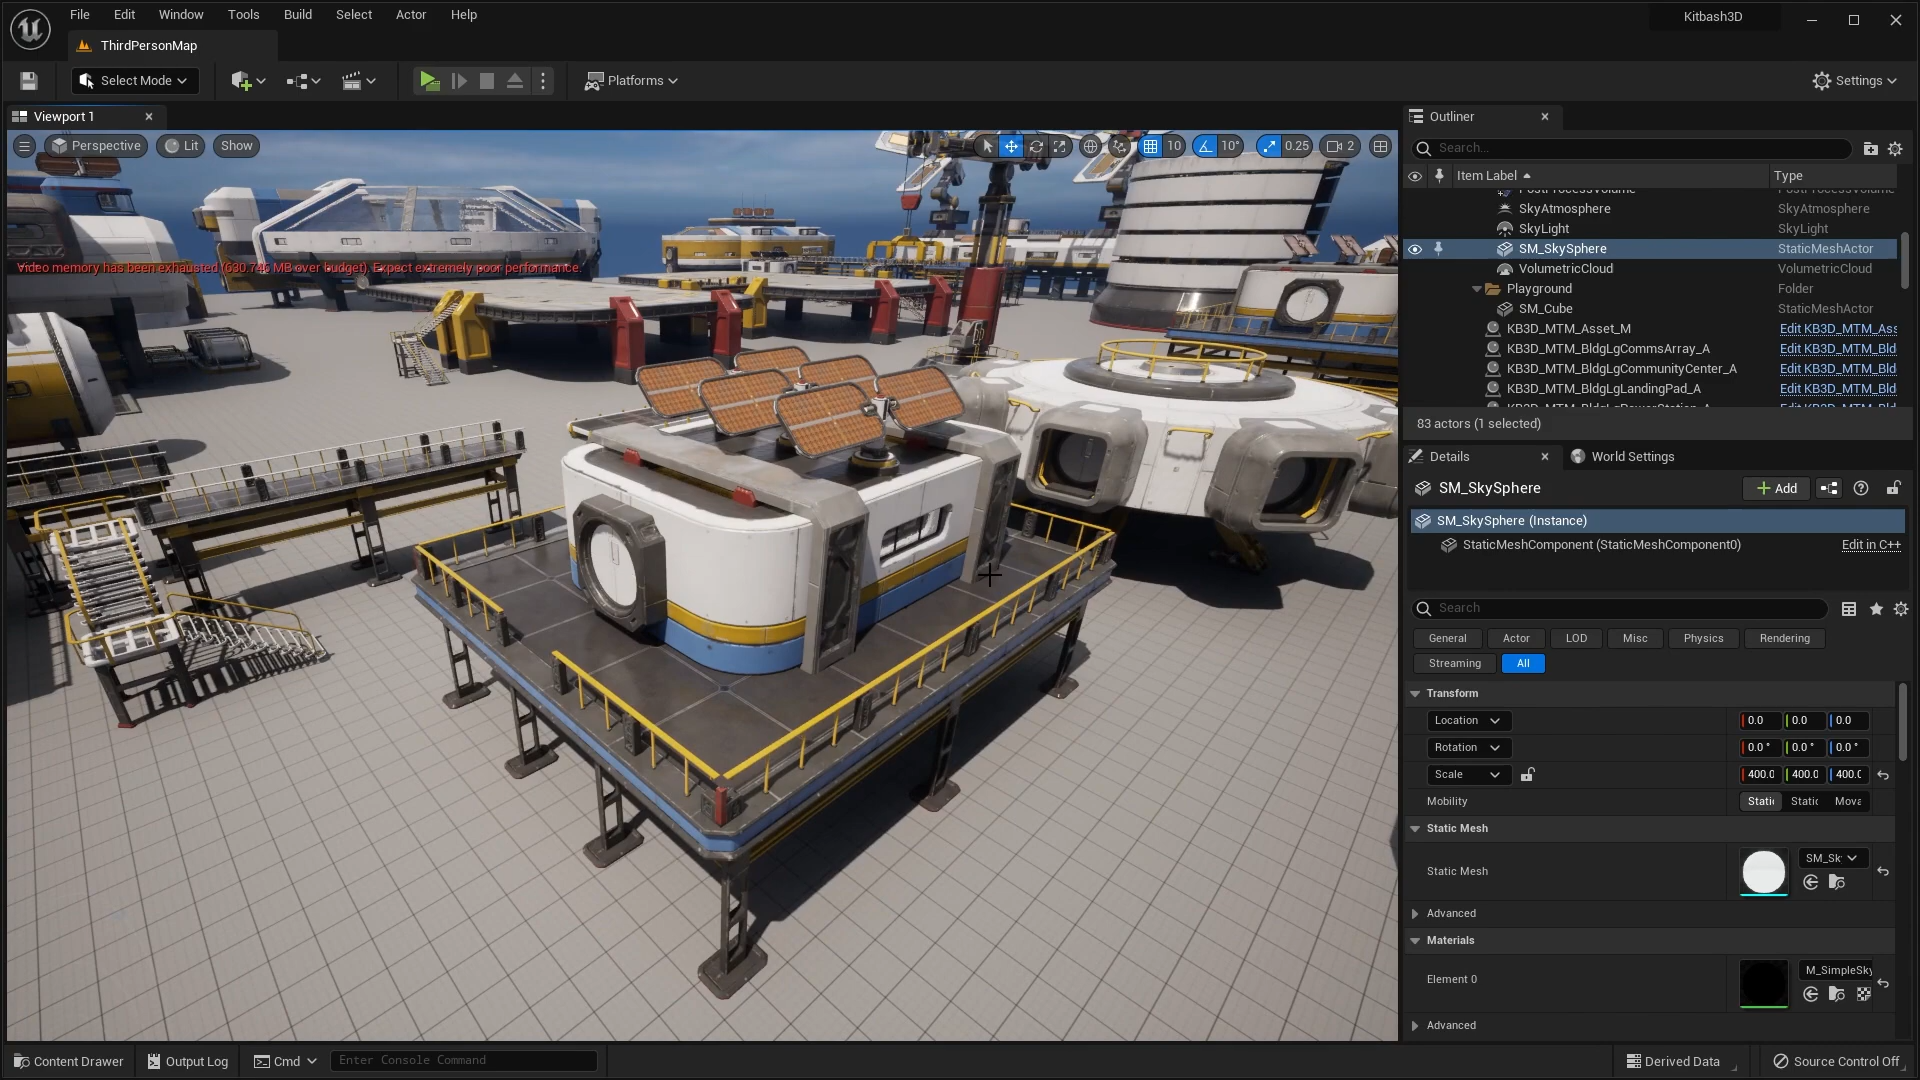 File Edit Window Tools Build Select Actor Help
Kitbash3D
ThirdPersonMap
Select Mode
Platforms
Settings
Viewport 1
Perspective Lit Show
10 10° 0.25 2
Video memory has been exhausted (630.746 MB over budget). Expect extremely poor performance.
Outliner
Search...
Item Label Type
PostProcessVolume PostProcessVolume
SkyAtmosphere SkyAtmosphere
SkyLight SkyLight
SM_SkySphere StaticMeshActor
VolumetricCloud VolumetricCloud
Playground Folder
SM_Cube StaticMeshActor
KB3D_MTM_Asset_M Edit KB3D_MTM_Ass
KB3D_MTM_BldgLgCommsArray_A Edit KB3D_MTM_Bld
KB3D_MTM_BldgLgCommunityCenter_A Edit KB3D_MTM_Bld
KB3D_MTM_BldgLgLandingPad_A Edit KB3D_MTM_Bld
83 actors (1 selected)
Details World Settings
SM_SkySphere
Add
SM_SkySphere (Instance)
StaticMeshComponent (StaticMeshComponent0) Edit in C++
Search
General Actor LOD Misc Physics Rendering
Streaming All
Transform
Location 0.0 0.0 0.0
Rotation 0.0 ° 0.0 ° 0.0 °
Scale 400.0 400.0 400.0
Mobility Static Static Mova
Static Mesh
Static Mesh SM_Sk
Advanced
Materials
Element 0 M_SimpleSky
Advanced
Content Drawer Output Log Cmd Enter Console Command Derived Data Source Control Off